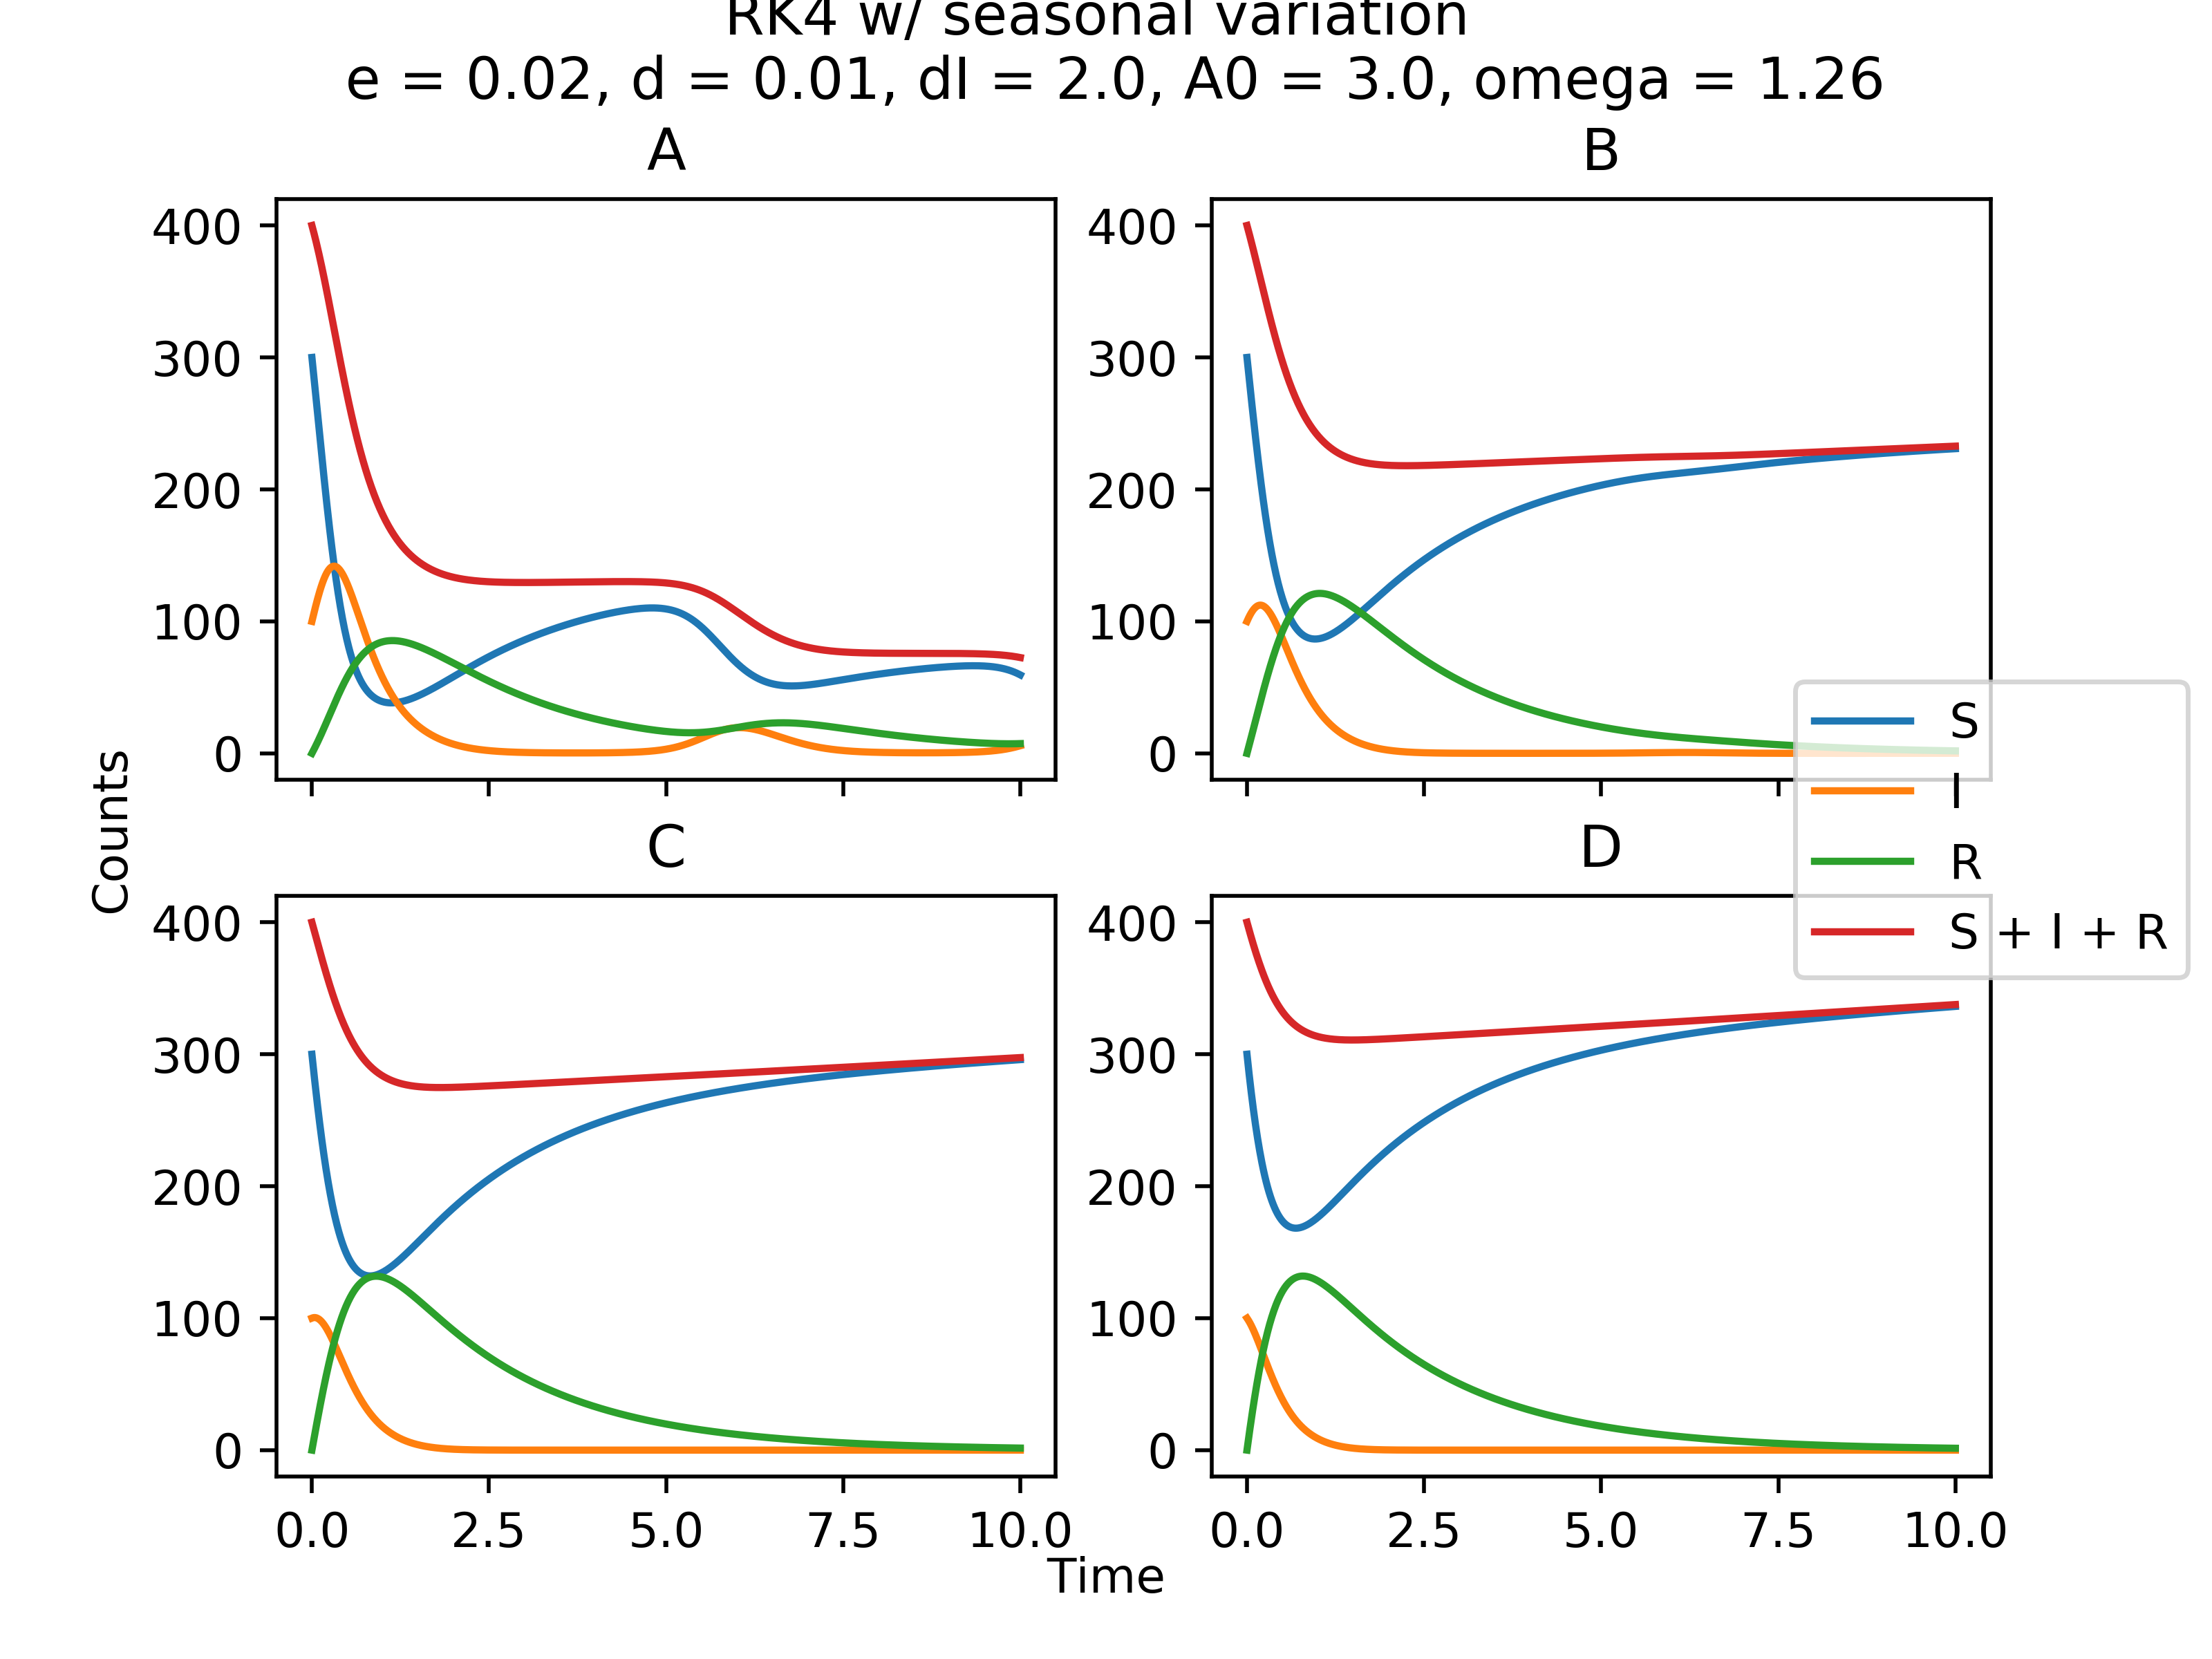 RK4 w/ seasonal variation
e = 0.02, d = 0.01, dI = 2.0, A0 = 3.0, omega = 1.26
A
B
400
300
200
100
0
400
300
200
100
0
Counts
C
D
400
300
200
100
0
400
300
200
100
0
S
I
R
S + I + R
0.0 2.5 5.0 7.5 10.0
0.0 2.5 5.0 7.5 10.0
Time